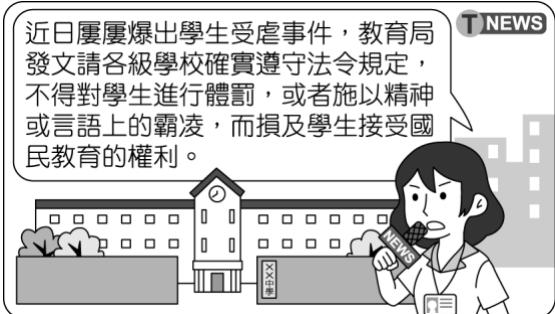 近日屢屢爆出學生受虐事件，教育局
發文請各級學校確實遵守法令規定，
不得對學生進行體罰，或者施以精神
或言語上的霸凌，而損及學生接受國
民教育的權利。
T NEWS
NEWS
××中學